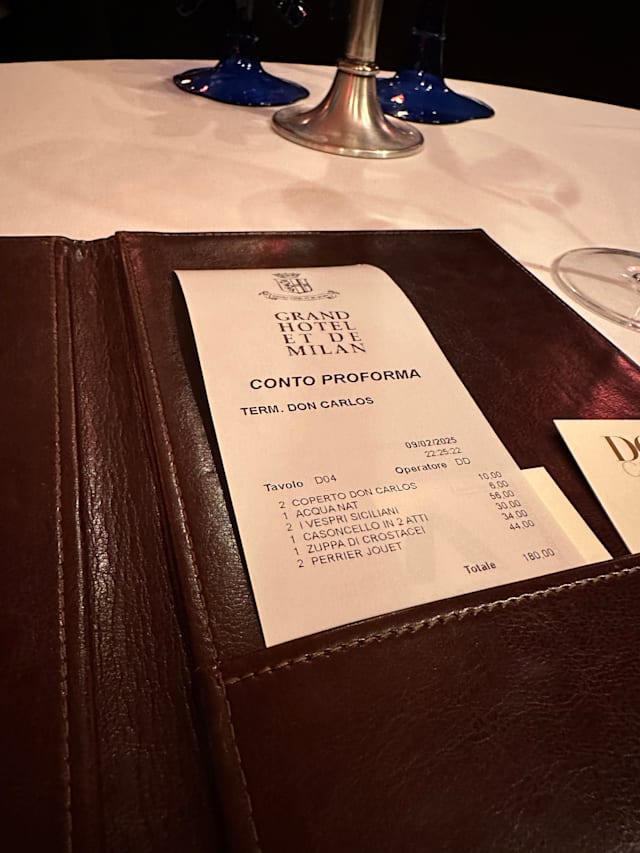 GRAND
HOTEL
ET DE
MILAN
CONTO PROFORMA
TERM. DON CARLOS
09/02/2025
22:25:22
Tavolo D04 Operatore DD
2 COPERTO DON CARLOS 10.00
1 ACQUA NAT 6.00
2 I VESPRI SICILIANI 56.00
1 CASONCELLO IN 2 ATTI 30.00
1 ZUPPA DI CROSTACEI 34.00
2 PERRIER JOUET 44.00
Totale 180.00